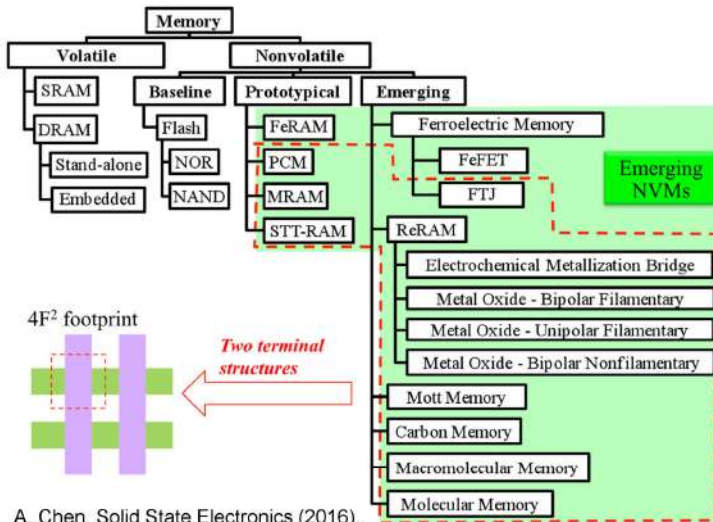 Memory
Volatile
Nonvolatile
SRAM
DRAM
Stand-alone
Embedded
Baseline
Flash
NOR
NAND
Prototypical
FeRAM
PCM
MRAM
STT-RAM
Emerging
Ferroelectric Memory
FeFET
FTJ
ReRAM
Electrochemical Metallization Bridge
Metal Oxide - Bipolar Filamentary
Metal Oxide - Unipolar Filamentary
Metal Oxide - Bipolar Nonfilamentary
Mott Memory
Carbon Memory
Macromolecular Memory
Molecular Memory
Emerging
NVMs
4F² footprint
Two terminal
structures
A. Chen, Solid State Electronics (2016).